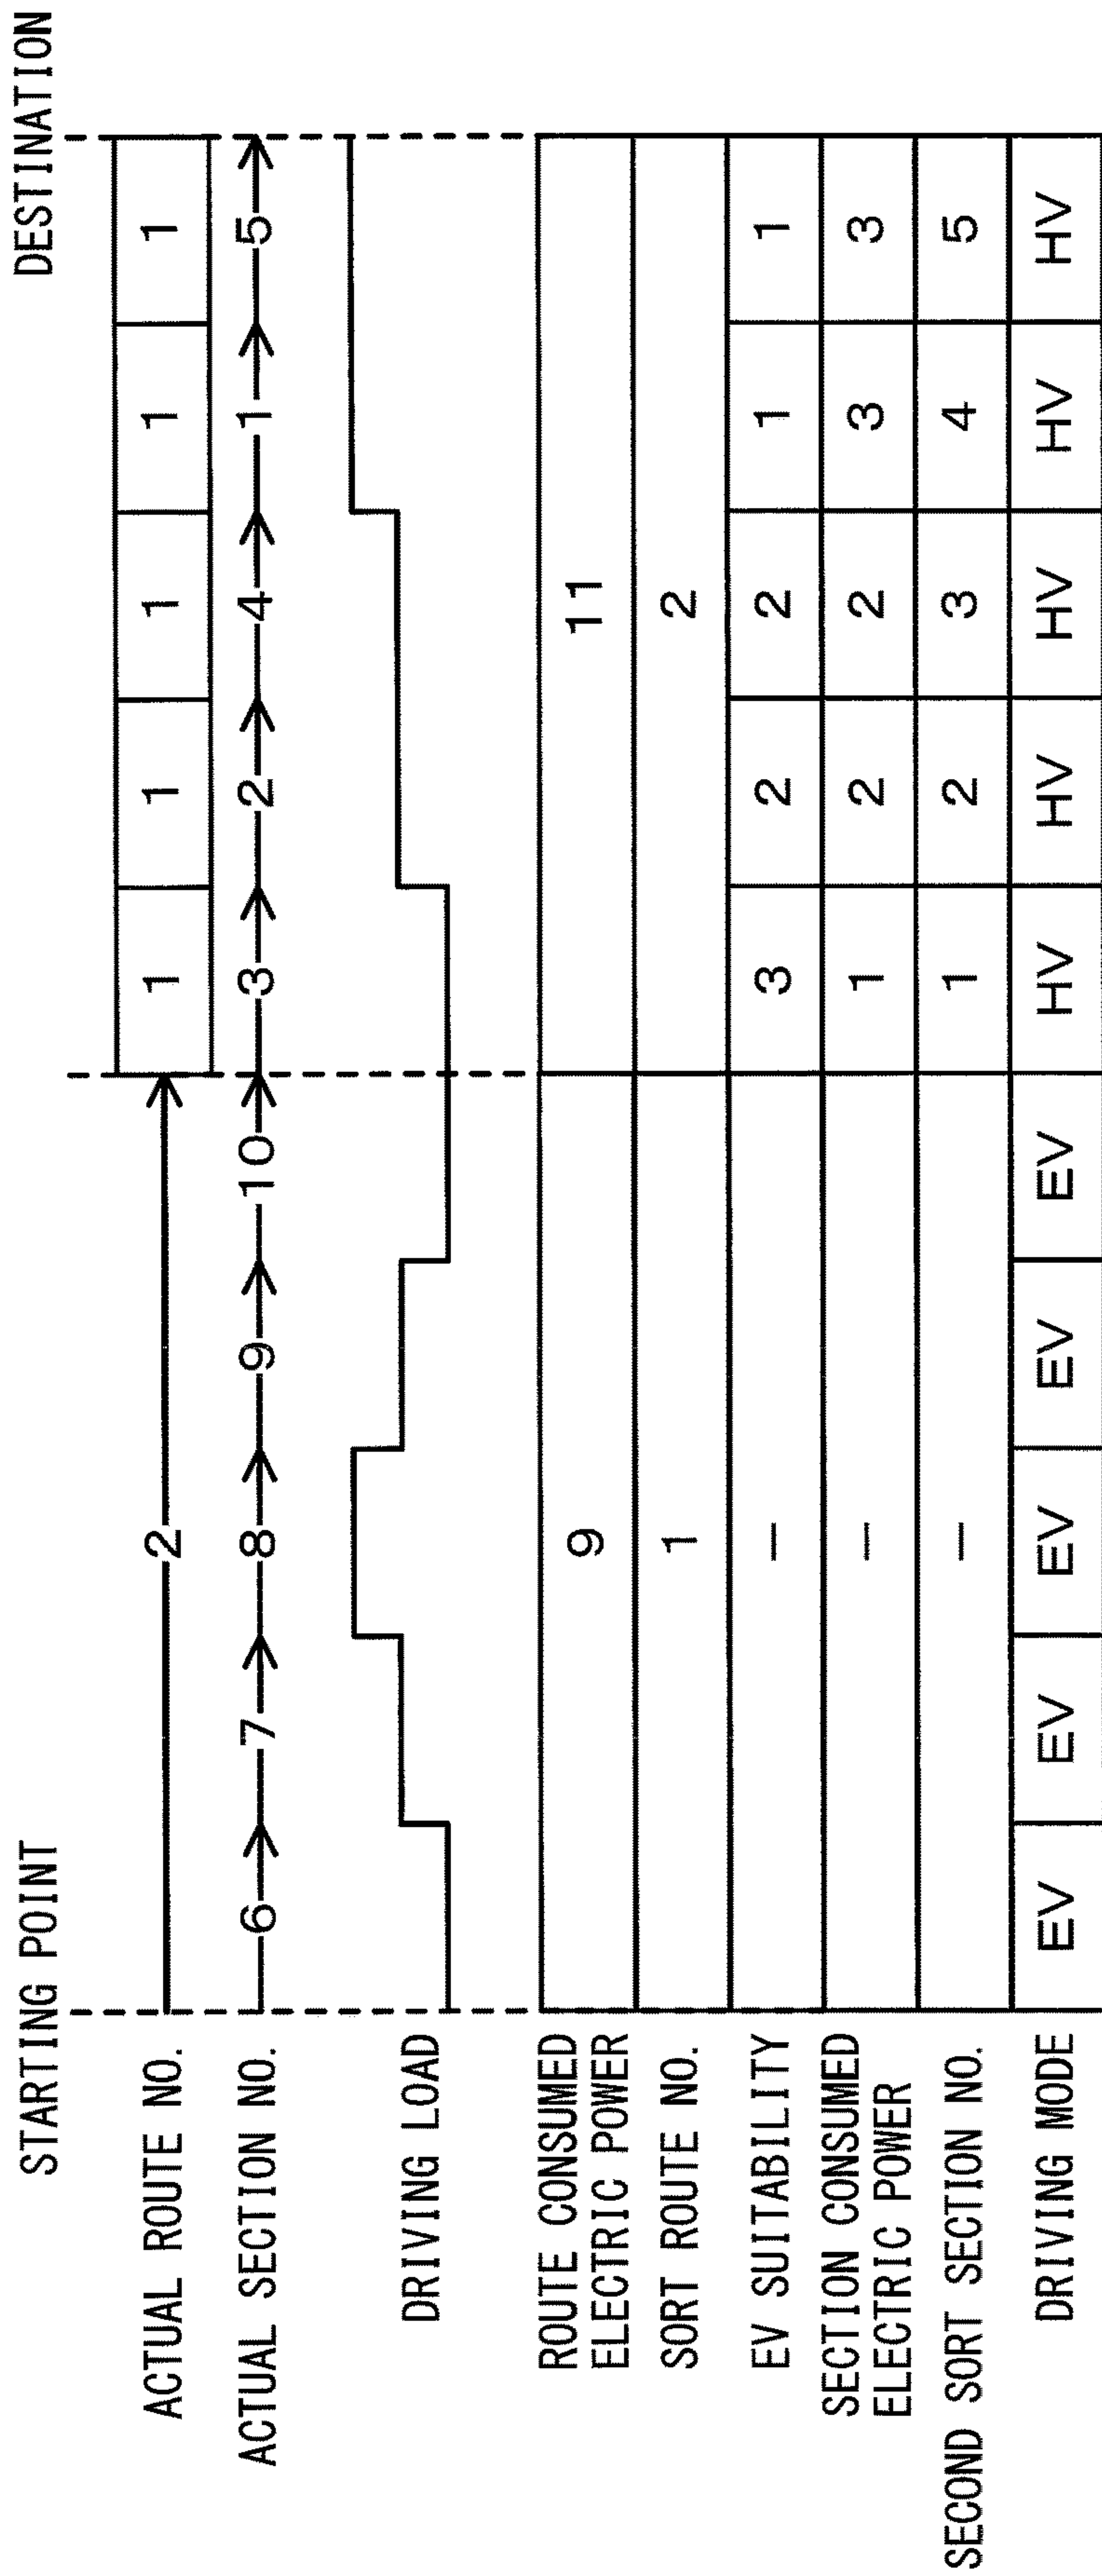 STARTING POINT DESTINATION
ACTUAL ROUTE NO. 2 1 1 1 1 1
ACTUAL SECTION NO. 6 7 8 9 10 3 2 4 1 5
DRIVING LOAD
ROUTE CONSUMED
ELECTRIC POWER 9 11
SORT ROUTE NO. 1 2
EV SUITABILITY – 3 2 2 1 1
SECTION CONSUMED
ELECTRIC POWER – 1 2 2 3 3
SECOND SORT SECTION NO. – 1 2 3 4 5
DRIVING MODE EV EV EV EV EV HV HV HV HV HV